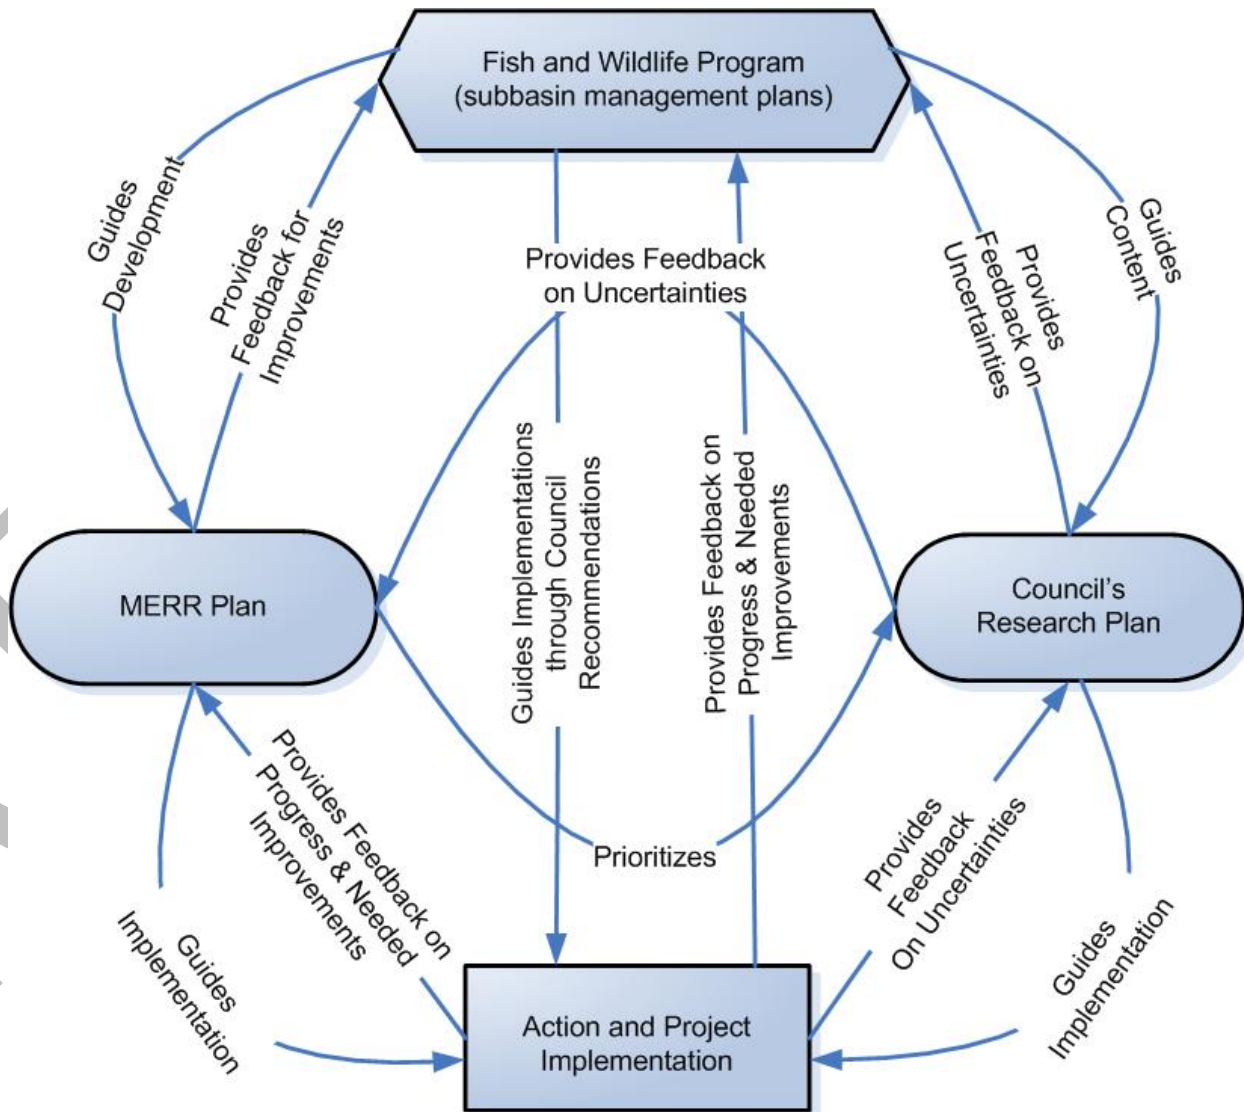 Fish and Wildlife Program
(subbasin management plans)
Guides
Development
Provides
Feedback for
Improvements
Provides Feedback
on Uncertainties
Provides
Feedback on
Uncertainties
Guides
Content
Guides Implementations
through Council
Recommendations
Provides Feedback on
Progress & Needed
Improvements
MERR Plan
Council's
Research Plan
Provides Feedback on
Progress & Needed
Improvements
Prioritizes
Provides
Feedback
On Uncertainties
Guides
Implementation
Guides
Implementation
Action and Project
Implementation